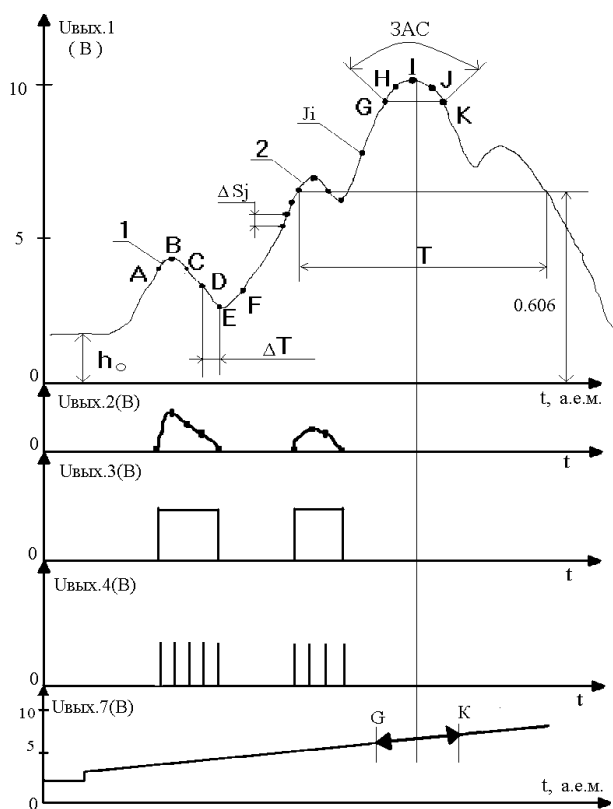 Uвых.1
( В )
ЗАС
10
H
I
J
G
K
Ji
2
ΔSj
5
1
B
A
C
D
T
E
F
0.606
h₀
ΔT
0
t, а.е.м.
Uвых.2(В)
0
t
Uвых.3(В)
0
t
Uвых.4(В)
0
t
Uвых.7(В)
10
G
K
5
0
t, а.е.м.